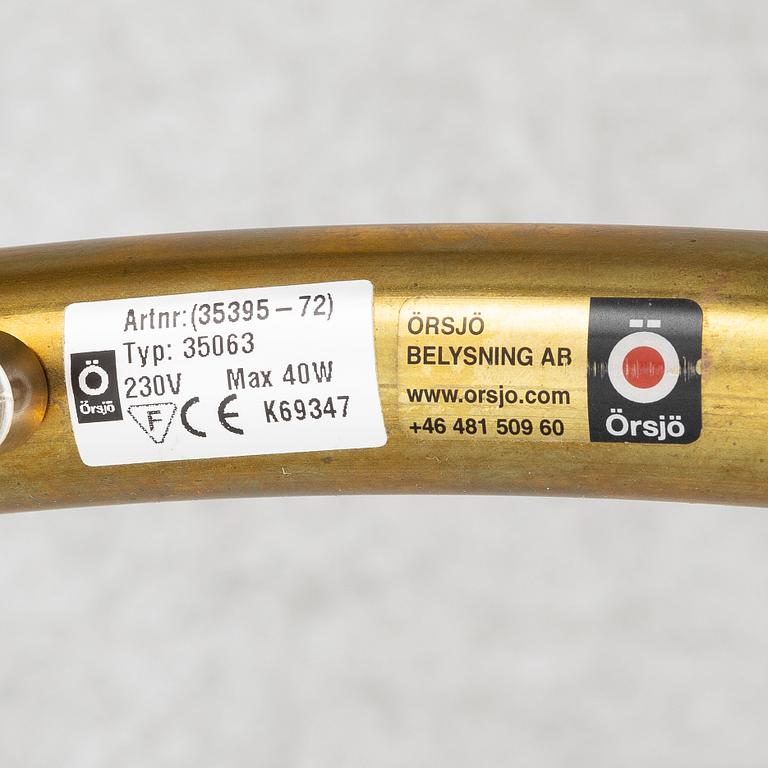 Artnr:(35395-72)
Typ: 35063
230V Max 40W
Ö
Örsjö
F CE K69347
ÖRSJÖ
BELYSNING AB
www.orsjo.com
+46 481 509 60
Ö
Örsjö